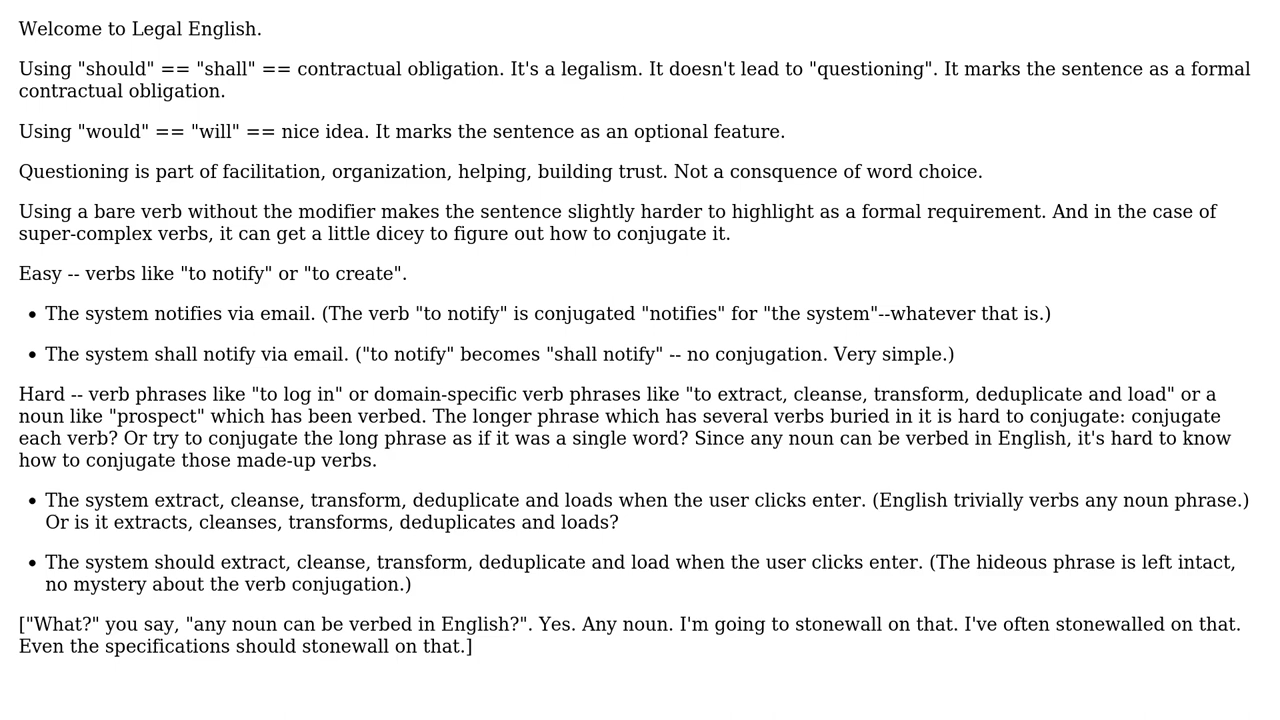 Welcome to Legal English.
Using "should" == "shall" == contractual obligation. It's a legalism. It doesn't lead to "questioning". It marks the sentence as a formal
contractual obligation.
Using "would" == "will" == nice idea. It marks the sentence as an optional feature.
Questioning is part of facilitation, organization, helping, building trust. Not a consquence of word choice.
Using a bare verb without the modifier makes the sentence slightly harder to highlight as a formal requirement. And in the case of
super-complex verbs, it can get a little dicey to figure out how to conjugate it.
Easy -- verbs like "to notify" or "to create".
• The system notifies via email. (The verb "to notify" is conjugated "notifies" for "the system"--whatever that is.)
• The system shall notify via email. ("to notify" becomes "shall notify" -- no conjugation. Very simple.)
Hard -- verb phrases like "to log in" or domain-specific verb phrases like "to extract, cleanse, transform, deduplicate and load" or a
noun like "prospect" which has been verbed. The longer phrase which has several verbs buried in it is hard to conjugate: conjugate
each verb? Or try to conjugate the long phrase as if it was a single word? Since any noun can be verbed in English, it's hard to know
how to conjugate those made-up verbs.
• The system extract, cleanse, transform, deduplicate and loads when the user clicks enter. (English trivially verbs any noun phrase.)
Or is it extracts, cleanses, transforms, deduplicates and loads?
• The system should extract, cleanse, transform, deduplicate and load when the user clicks enter. (The hideous phrase is left intact,
no mystery about the verb conjugation.)
["What?" you say, "any noun can be verbed in English?". Yes. Any noun. I'm going to stonewall on that. I've often stonewalled on that.
Even the specifications should stonewall on that.]